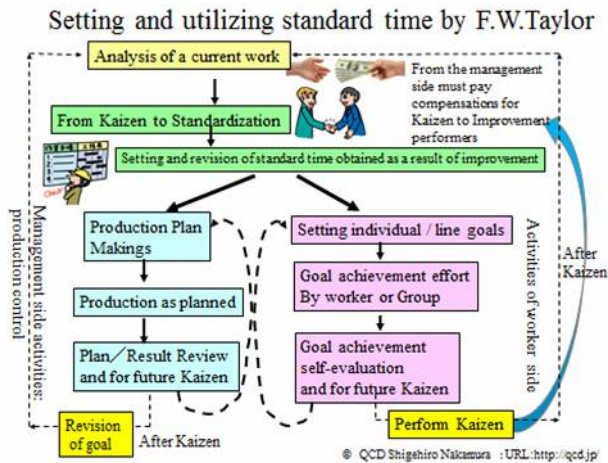 Setting and utilizing standard time by F.W.Taylor
Analysis of a current work
From the management
side must pay
compensations for
Kaizen to Improvement
performers
From Kaizen to Standardization
Setting and revision of standard time obtained as a result of improvement
Management side activities:
production control
Production Plan
Makings
Production as planned
Plan/Result Review
and for future Kaizen
Setting individual / line goals
Goal achievement effort
By worker or Group
Goal achievement
self-evaluation
and for future Kaizen
Activities of worker side
After
Kaizen
Revision
of goal
After Kaizen
Perform Kaizen
© QCD Shigehiro Nakamura :URL:http://qcd.jp/